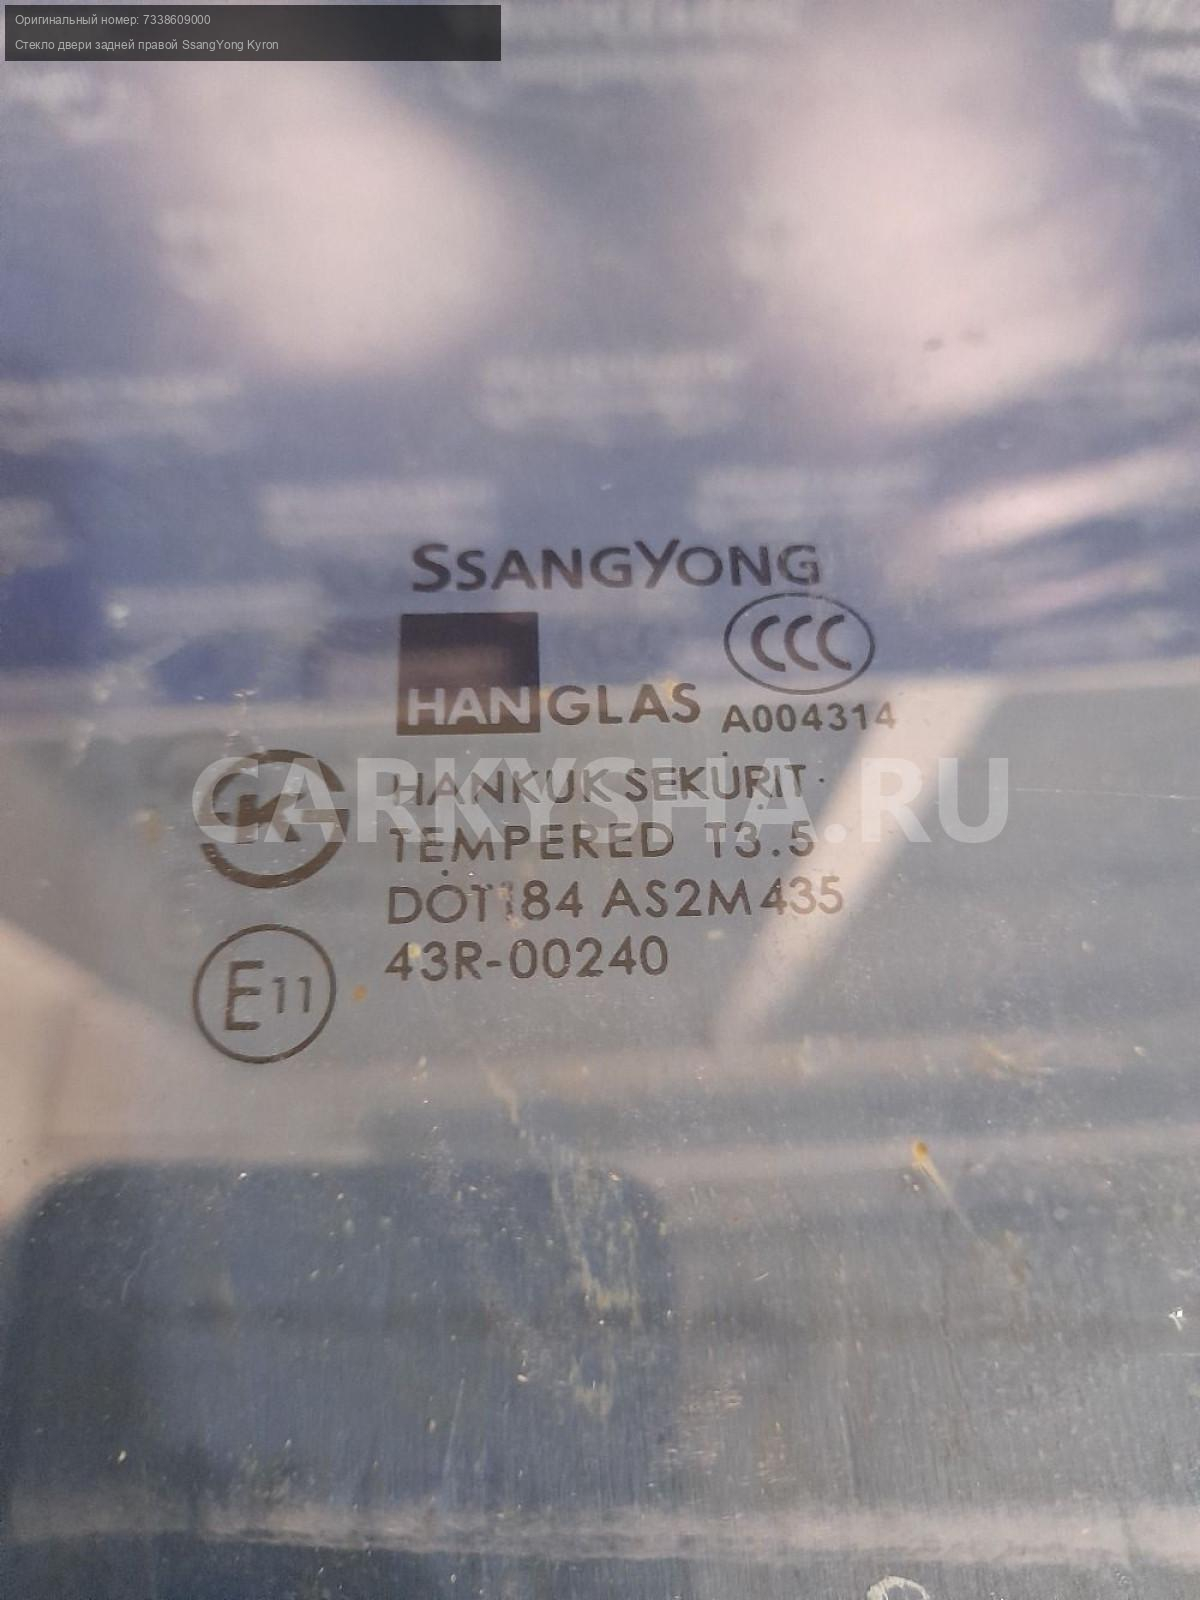 Оригинальный номер: 7338609000
Стекло двери задней правой SsangYong Kyron
SSANGYONG
CCC
HANGLAS A004314
HANKUK SEKURIT
CARKYSHA.RU
TEMPERED T3.5
DOT184 AS2M435
43R-00240
E11